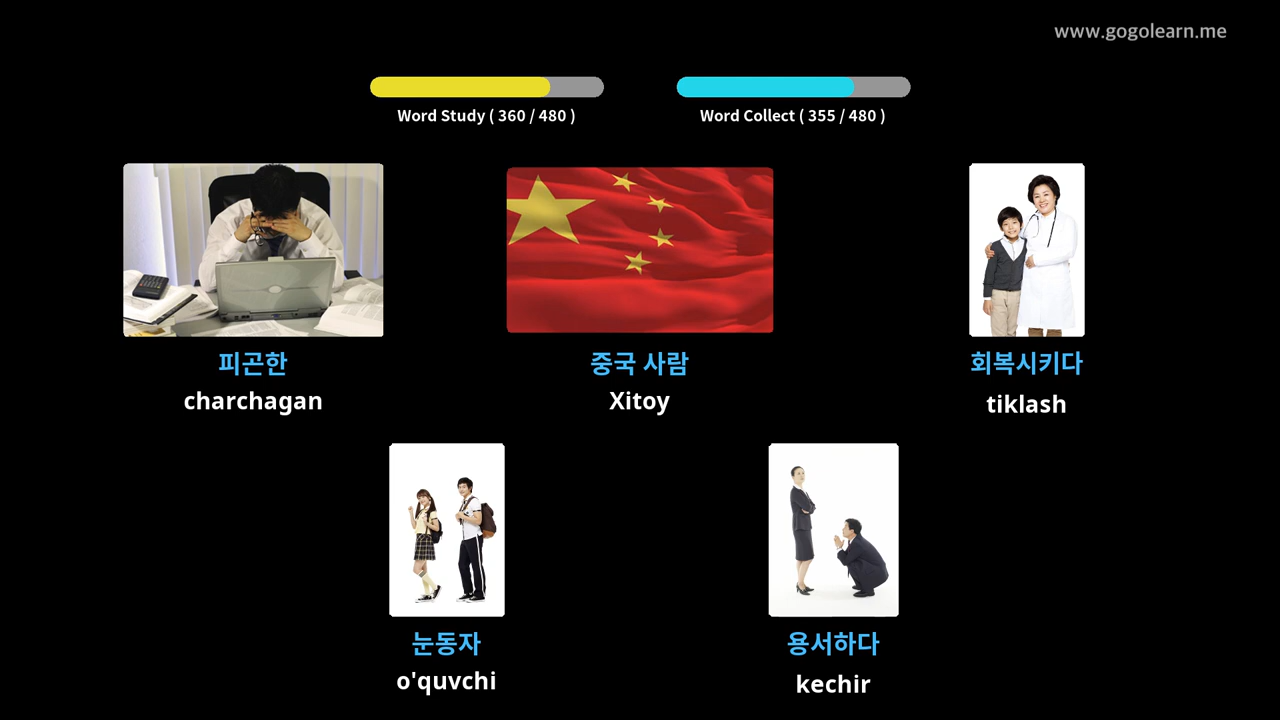 www.gogolearn.me
Word Study ( 360 / 480 )
Word Collect ( 355 / 480 )
피곤한
charchagan
중국 사람
Xitoy
회복시키다
tiklash
눈동자
o'quvchi
용서하다
kechir